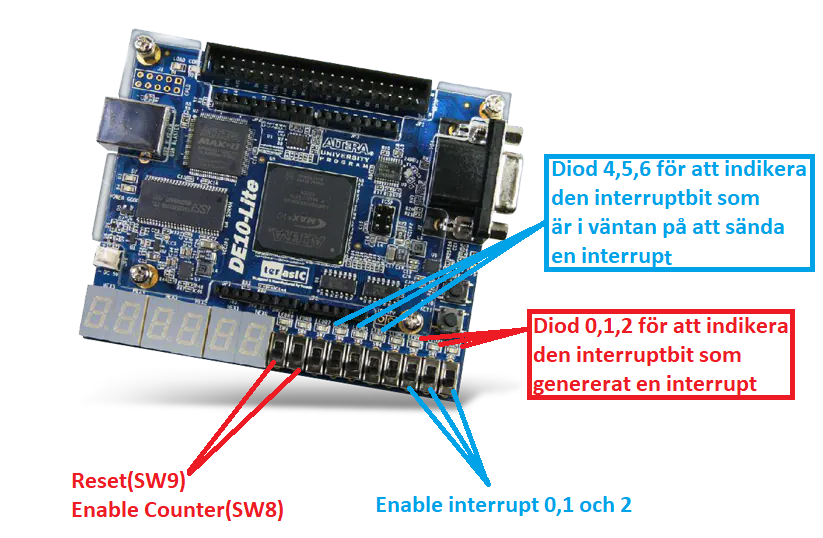 ALTERA
UNIVERSITY
PROGRAM
MAX II
DE10-Lite
terasic
Diod 4,5,6 för att indikera
den interruptbit som
är i väntan på att sända
en interrupt
Diod 0,1,2 för att indikera
den interruptbit som
genererat en interrupt
Reset(SW9)
Enable Counter(SW8)
Enable interrupt 0,1 och 2